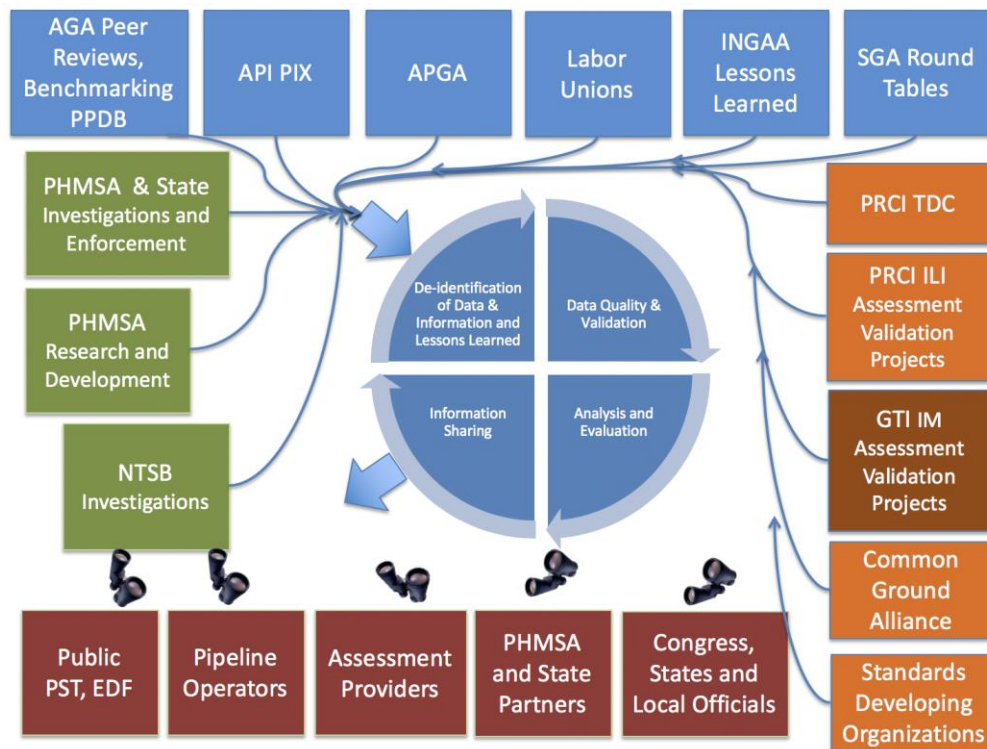 AGA Peer
Reviews,
Benchmarking
PPDB
API PIX
APGA
Labor
Unions
INGAA
Lessons
Learned
SGA Round
Tables
PHMSA & State
Investigations and
Enforcement
PHMSA
Research and
Development
NTSB
Investigations
De-identification
of Data &
Information and
Lessons Learned
Data Quality &
Validation
Information
Sharing
Analysis and
Evaluation
PRCI TDC
PRCI ILI
Assessment
Validation
Projects
GTI IM
Assessment
Validation
Projects
Common
Ground
Alliance
Standards
Developing
Organizations
Public
PST, EDF
Pipeline
Operators
Assessment
Providers
PHMSA
and State
Partners
Congress,
States and
Local Officials